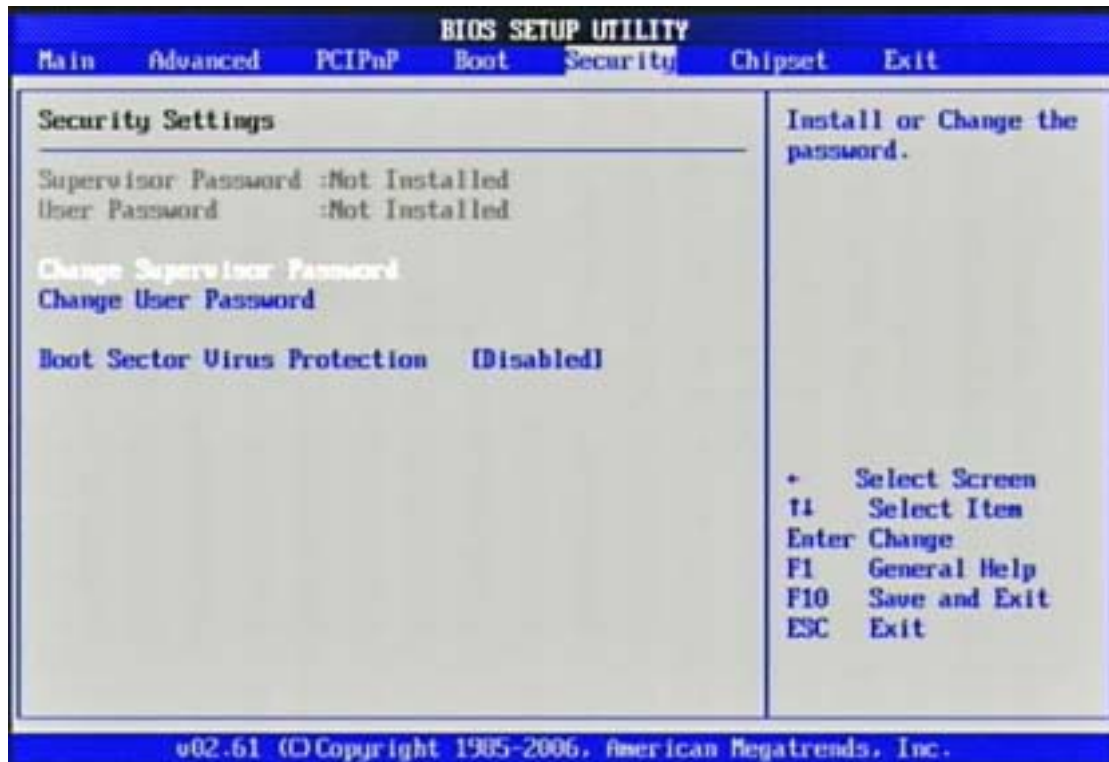 BIOS SETUP UTILITY
Main Advanced PCIPnP Boot Security Chipset Exit
Security Settings
Supervisor Password :Not Installed
User Password :Not Installed
Change Supervisor Password
Change User Password
Boot Sector Virus Protection [Disabled]
Install or Change the
password.
← Select Screen
↑↓ Select Item
Enter Change
F1 General Help
F10 Save and Exit
ESC Exit
v02.61 (C)Copyright 1985-2006, American Megatrends, Inc.